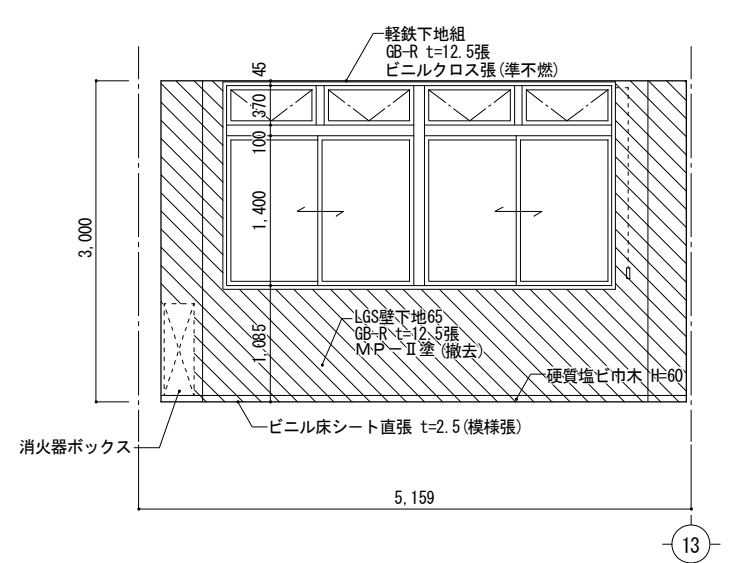 軽鉄下地組
GB-R t=12.5張
ビニルクロス張(準不燃)
45
370
100
1,400
1,085
3,000
LGS壁下地65
GB-R t=12.5張
MP-Ⅱ塗(撤去)
硬質塩ビ巾木 H=60
ビニル床シート直張 t=2.5(模様張)
消火器ボックス
5,159
13